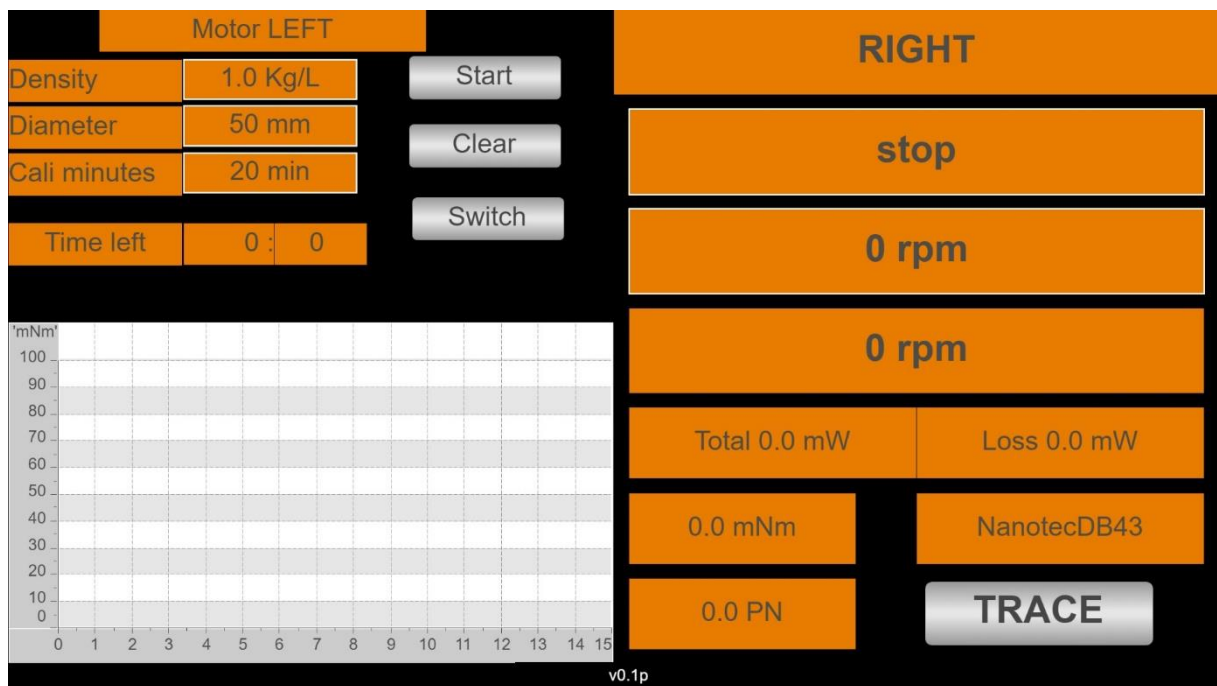 Motor LEFT
Density 1.0 Kg/L
Diameter 50 mm
Cali minutes 20 min
Time left 0 : 0
Start
Clear
Switch
'mNm'
100
90
80
70
60
50
40
30
20
10
0
0 1 2 3 4 5 6 7 8 9 10 11 12 13 14 15
RIGHT
stop
0 rpm
0 rpm
Total 0.0 mW Loss 0.0 mW
0.0 mNm NanotecDB43
0.0 PN TRACE
v0.1p